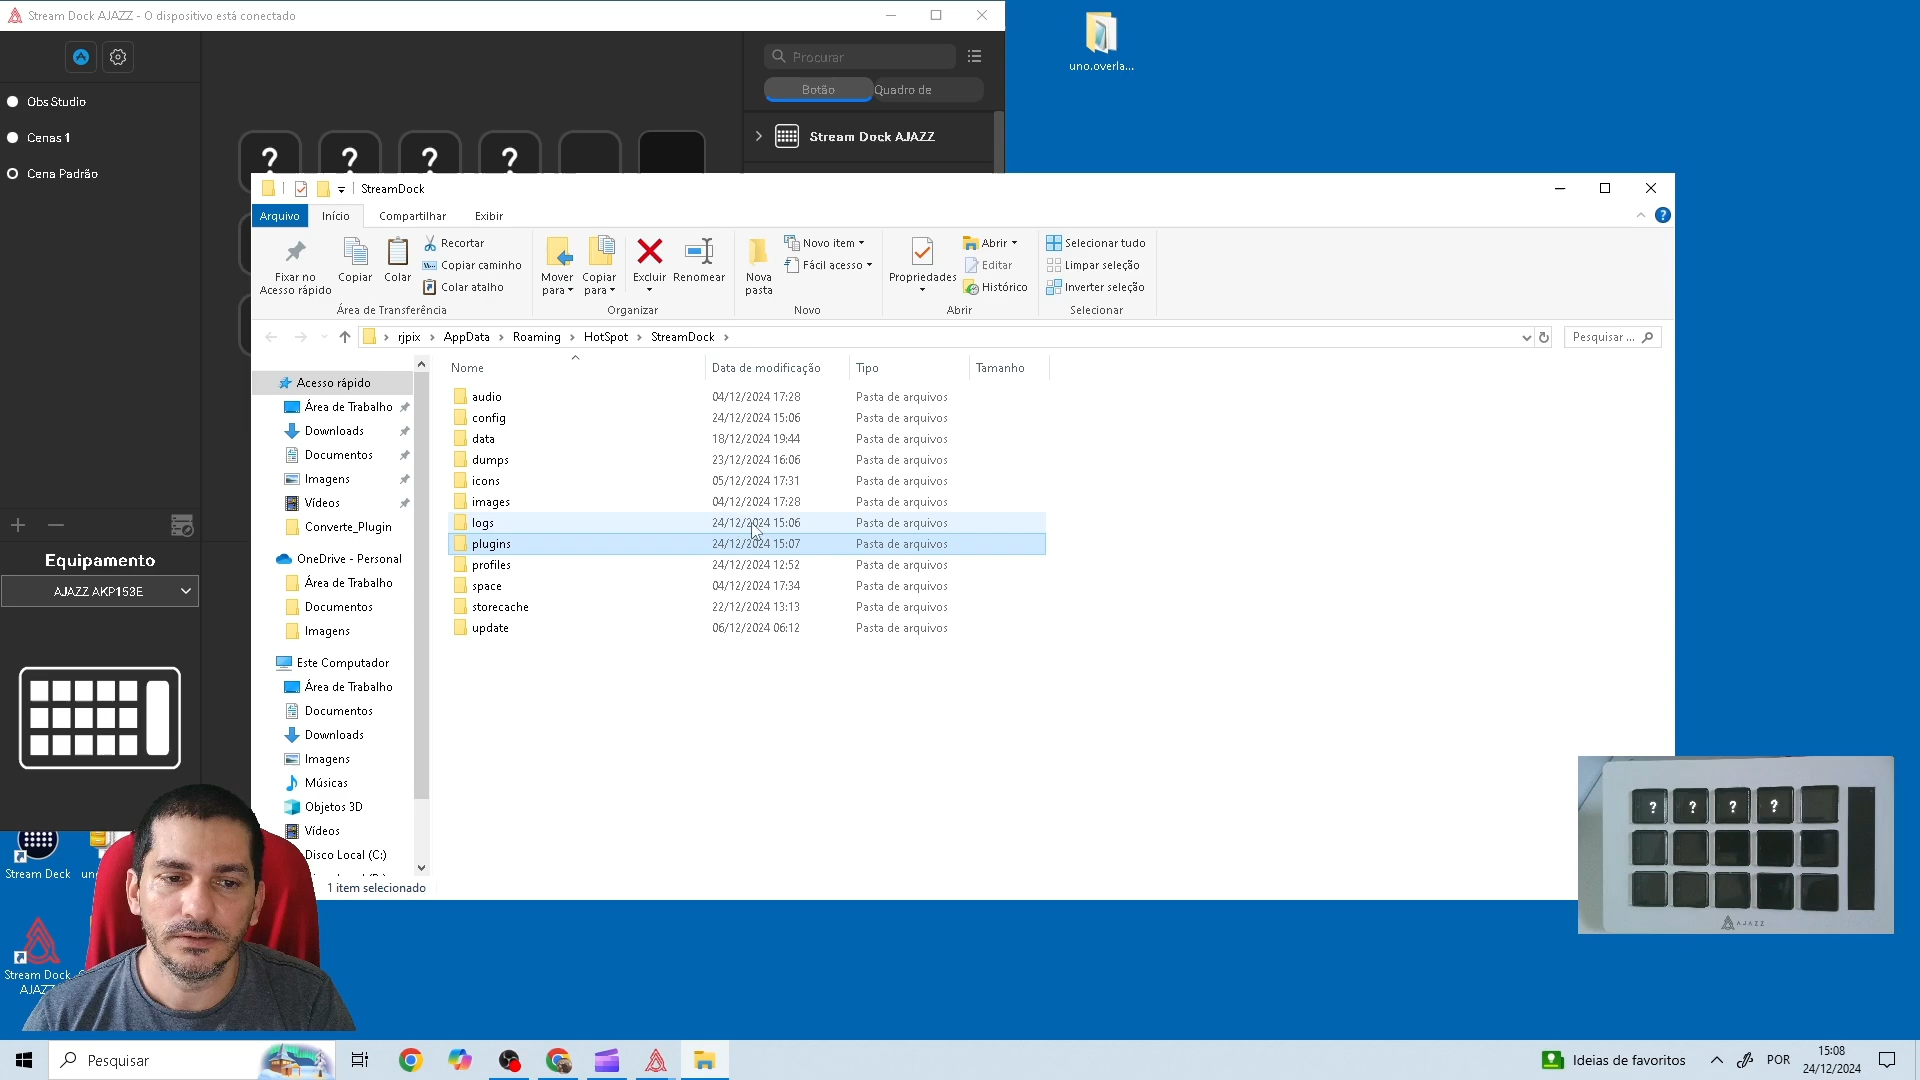 Stream Dock AJAZZ - O dispositivo está conectado
uno.overla...
Procurar
Botão
Quadro de
Obs Studio
Cenas 1
Cena Padrão
Stream Dock AJAZZ
? ? ? ?
StreamDock
Arquivo
Início
Compartilhar
Exibir
Fixar no
Acesso rápido
Copiar
Colar
Recortar
Copiar caminho
Colar atalho
Área de Transferência
Mover
para
Copiar
para
Excluir
Renomear
Organizar
Nova
pasta
Novo item
Fácil acesso
Novo
Propriedades
Abrir
Editar
Histórico
Abrir
Selecionar tudo
Limpar seleção
Inverter seleção
Selecionar
rjpix > AppData > Roaming > HotSpot > StreamDock >
Pesquisar ...
Nome Data de modificação Tipo Tamanho
audio 04/12/2024 17:28 Pasta de arquivos
config 24/12/2024 15:06 Pasta de arquivos
data 18/12/2024 19:44 Pasta de arquivos
dumps 23/12/2024 16:06 Pasta de arquivos
icons 05/12/2024 17:31 Pasta de arquivos
images 04/12/2024 17:28 Pasta de arquivos
logs 24/12/2024 15:06 Pasta de arquivos
plugins 24/12/2024 15:07 Pasta de arquivos
profiles 24/12/2024 12:52 Pasta de arquivos
space 04/12/2024 17:34 Pasta de arquivos
storecache 22/12/2024 13:13 Pasta de arquivos
update 06/12/2024 06:12 Pasta de arquivos
Acesso rápido
Área de Trabalho
Downloads
Documentos
Imagens
Vídeos
Converte_Plugin
OneDrive - Personal
Área de Trabalho
Documentos
Imagens
Este Computador
Área de Trabalho
Documentos
Downloads
Imagens
Músicas
Objetos 3D
Vídeos
Disco Local (C:)
1 item selecionado
Equipamento
AJAZZ AKP153E
Stream Deck
Stream Dock
AJAZZ
? ? ? ?
AJAZZ
Pesquisar
Ideias de favoritos
POR
15:08
24/12/2024